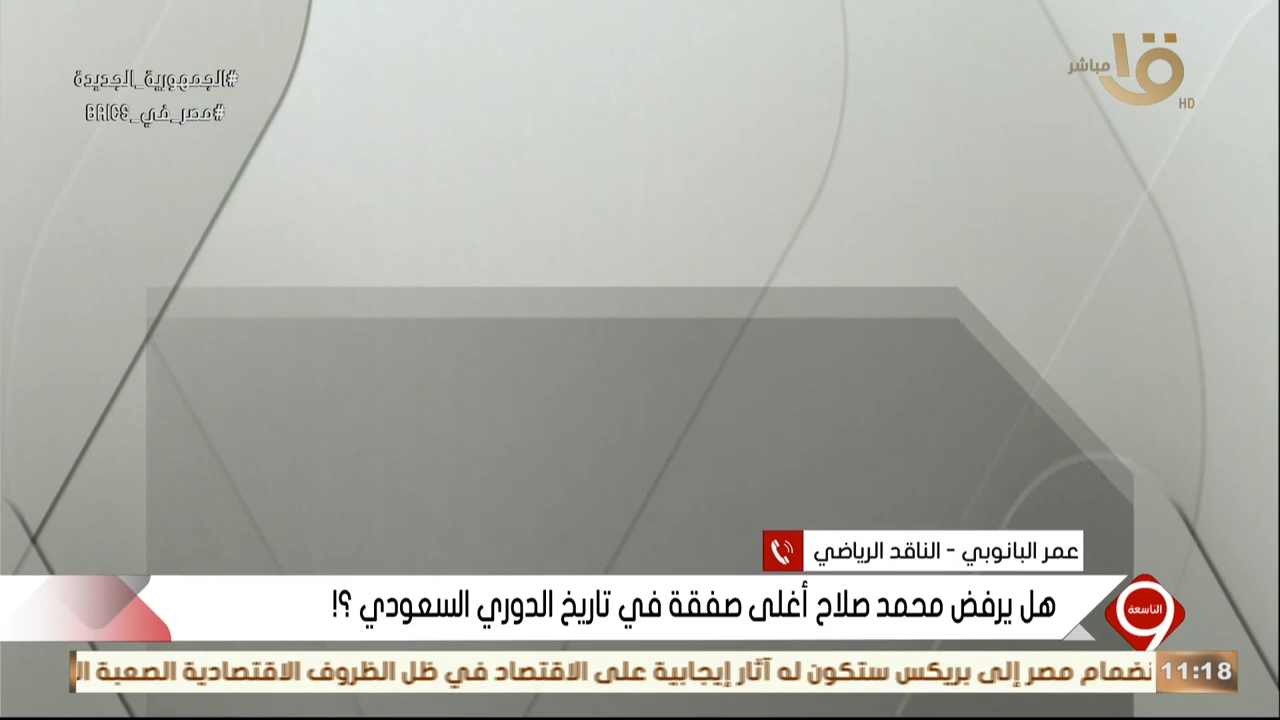 #الجمهورية_الجديدة
#مصر_في_BRICS
مباشر
HD
عمر البانوبي - الناقد الرياضي
هل يرفض محمد صلاح أغلى صفقة في تاريخ الدوري السعودي ؟!
التاسعة
9
11:18 نضمام مصر إلى بريكس ستكون له آثار إيجابية على الاقتصاد في ظل الظروف الاقتصادية الصعبة ال